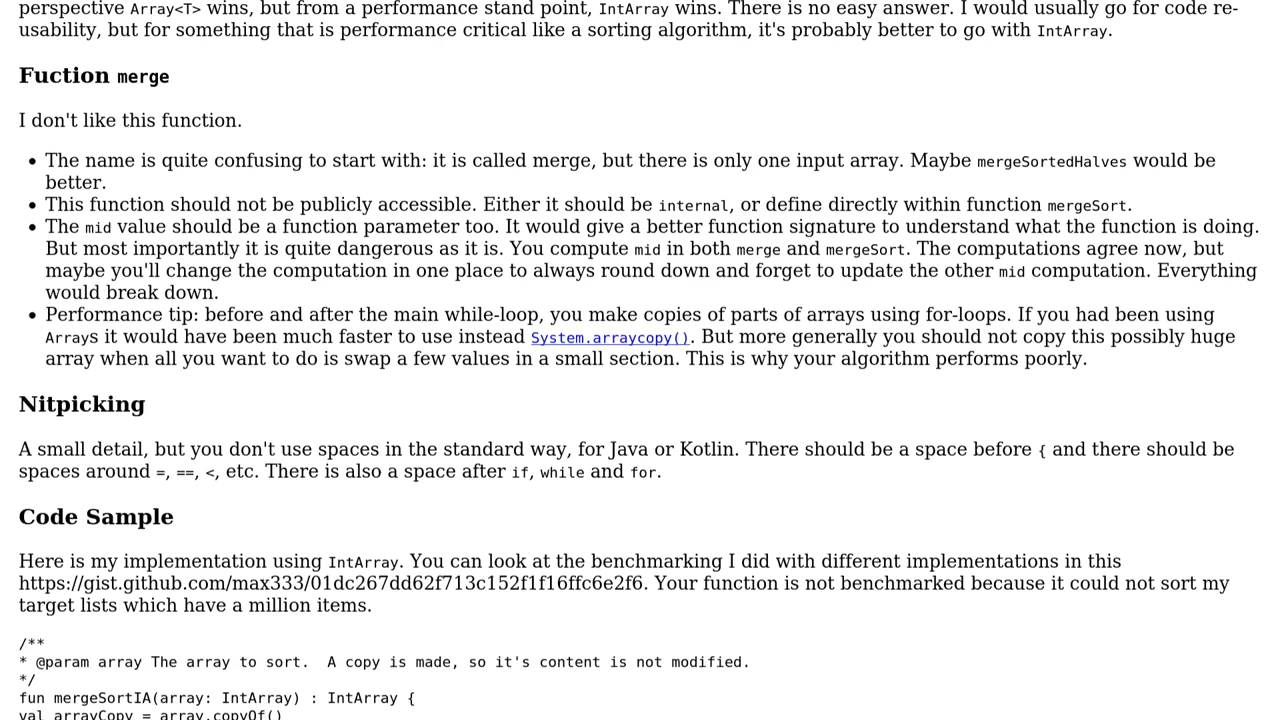 perspective Array<T> wins, but from a performance stand point, IntArray wins. There is no easy answer. I would usually go for code re-
usability, but for something that is performance critical like a sorting algorithm, it's probably better to go with IntArray.
Fuction merge
I don't like this function.
• The name is quite confusing to start with: it is called merge, but there is only one input array. Maybe mergeSortedHalves would be
better.
• This function should not be publicly accessible. Either it should be internal, or define directly within function mergeSort.
• The mid value should be a function parameter too. It would give a better function signature to understand what the function is doing.
But most importantly it is quite dangerous as it is. You compute mid in both merge and mergeSort. The computations agree now, but
maybe you'll change the computation in one place to always round down and forget to update the other mid computation. Everything
would break down.
• Performance tip: before and after the main while-loop, you make copies of parts of arrays using for-loops. If you had been using
Arrays it would have been much faster to use instead System.arraycopy(). But more generally you should not copy this possibly huge
array when all you want to do is swap a few values in a small section. This is why your algorithm performs poorly.
Nitpicking
A small detail, but you don't use spaces in the standard way, for Java or Kotlin. There should be a space before { and there should be
spaces around =, ==, <, etc. There is also a space after if, while and for.
Code Sample
Here is my implementation using IntArray. You can look at the benchmarking I did with different implementations in this
https://gist.github.com/max333/01dc267dd62f713c152f1f16ffc6e2f6. Your function is not benchmarked because it could not sort my
target lists which have a million items.
/**
* @param array The array to sort.  A copy is made, so it's content is not modified.
*/
fun mergeSortIA(array: IntArray) : IntArray {
val arrayCopy = array.copyOf()